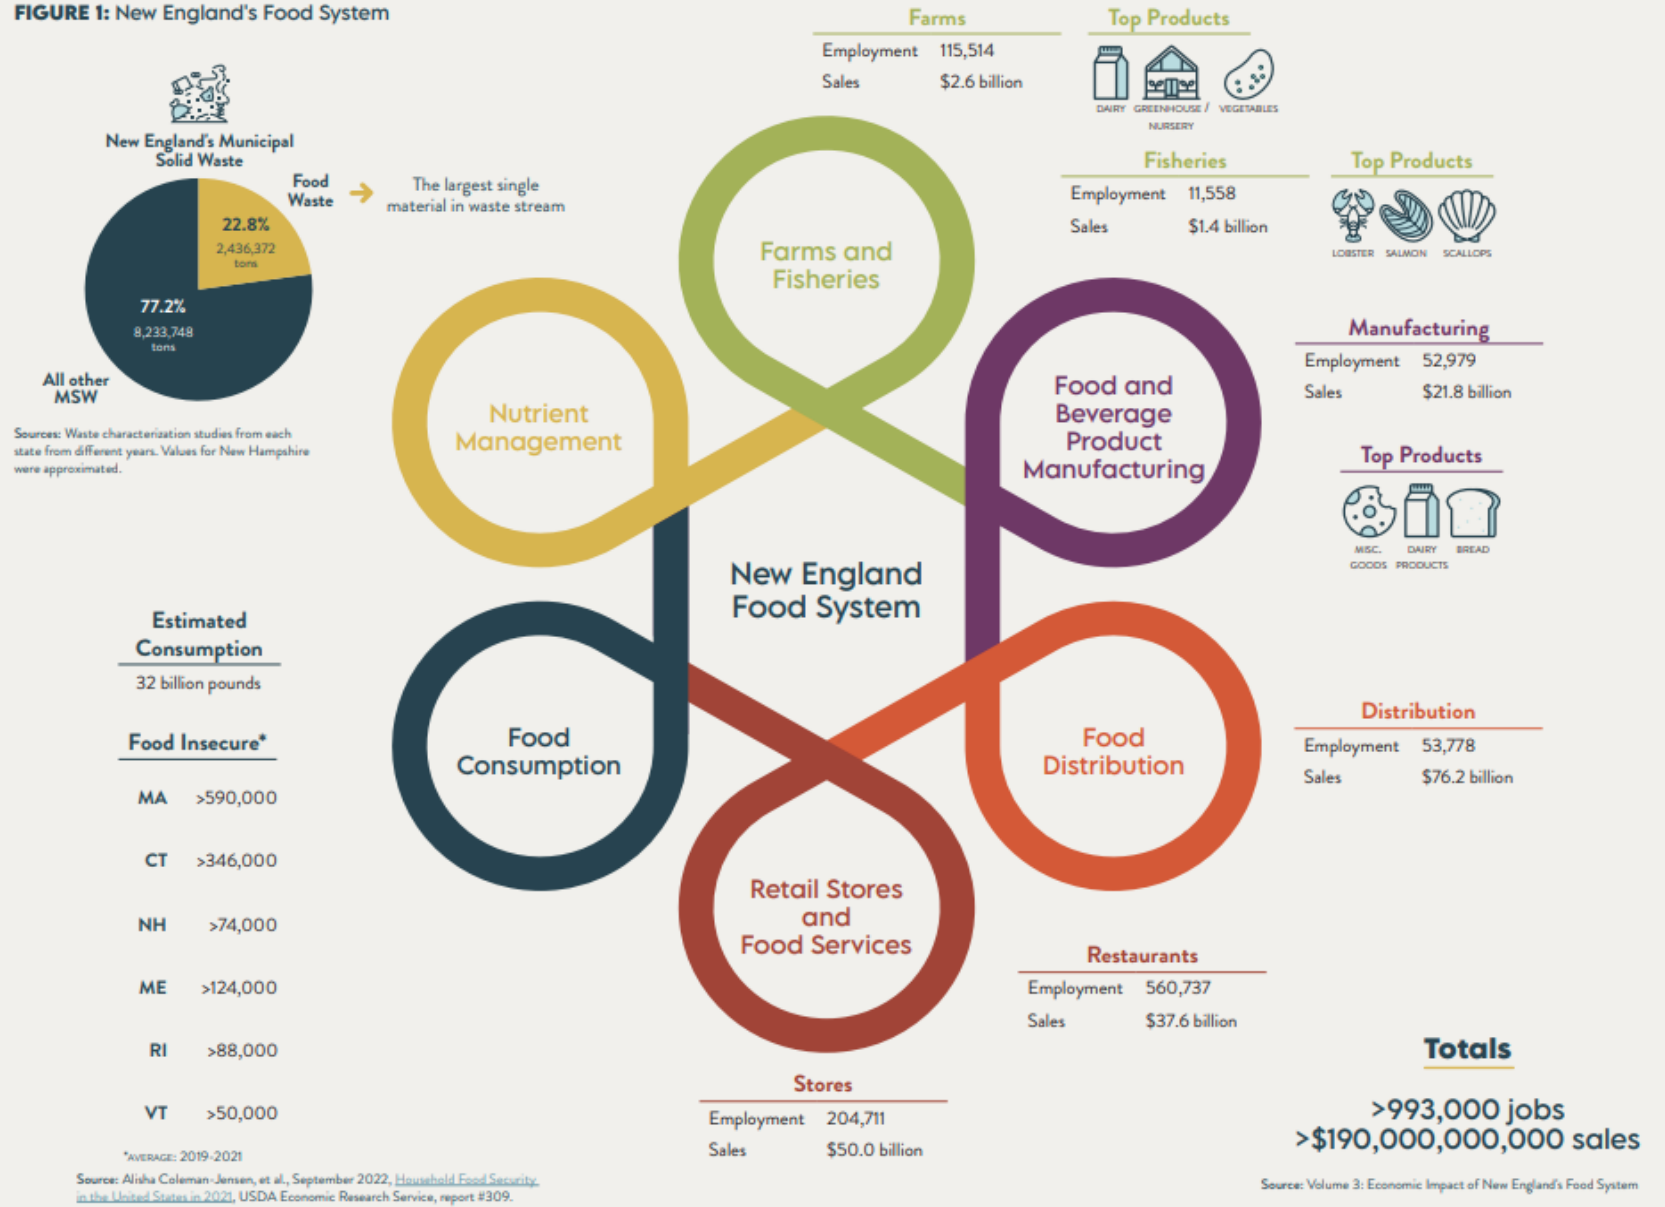 FIGURE 1: New England's Food System
New England's Municipal
Solid Waste
Food
Waste
The largest single
material in waste stream
22.8%
2,436,372
tons
77.2%
8,233,748
tons
All other
MSW
Sources: Waste characterization studies from each
state from different years. Values for New Hampshire
were approximated.
Farms
Employment 115,514
Sales $2.6 billion
Top Products
DAIRY GREENHOUSE / VEGETABLES
NURSERY
Fisheries
Employment 11,558
Sales $1.4 billion
Top Products
LOBSTER SALMON SCALLOPS
Farms and
Fisheries
Nutrient
Management
Food and
Beverage
Product
Manufacturing
Manufacturing
Employment 52,979
Sales $21.8 billion
Top Products
MISC. DAIRY BREAD
GOODS PRODUCTS
New England
Food System
Estimated
Consumption
32 billion pounds
Food Insecure*
MA >590,000
CT >346,000
NH >74,000
ME >124,000
RI >88,000
VT >50,000
*AVERAGE: 2019-2021
Source: Alisha Coleman-Jensen, et al., September 2022, Household Food Security
in the United States in 2021, USDA Economic Research Service, report #309.
Food
Consumption
Food
Distribution
Distribution
Employment 53,778
Sales $76.2 billion
Retail Stores
and
Food Services
Restaurants
Employment 560,737
Sales $37.6 billion
Stores
Employment 204,711
Sales $50.0 billion
Totals
>993,000 jobs
>$190,000,000,000 sales
Source: Volume 3: Economic Impact of New England's Food System